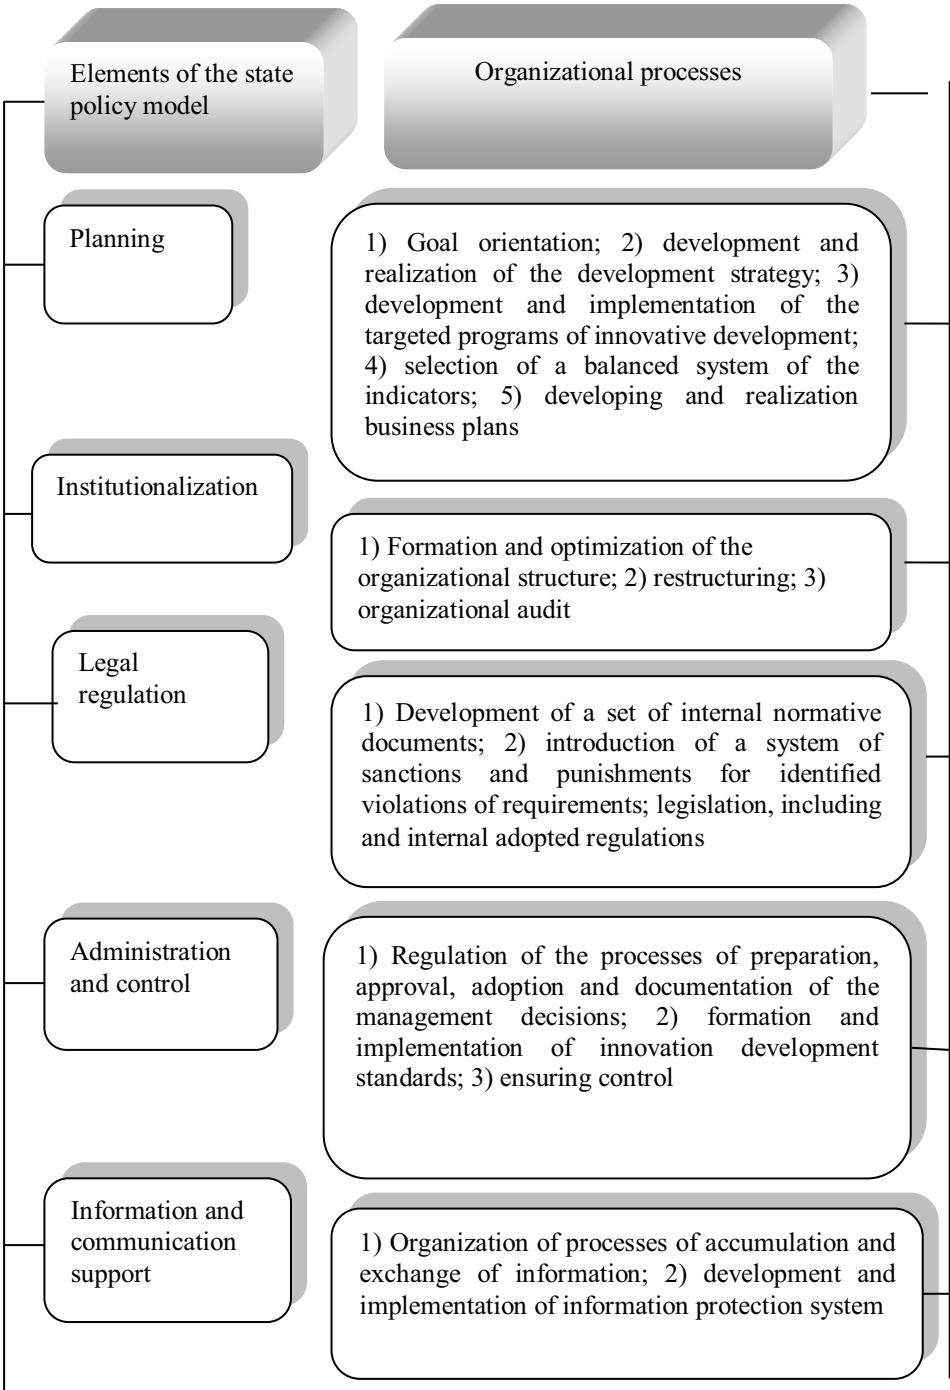 Elements of the state
policy model
Organizational processes
Planning
1) Goal orientation; 2) development and
realization of the development strategy; 3)
development and implementation of the
targeted programs of innovative development;
4) selection of a balanced system of the
indicators; 5) developing and realization
business plans
Institutionalization
1) Formation and optimization of the
organizational structure; 2) restructuring; 3)
organizational audit
Legal
regulation
1) Development of a set of internal normative
documents; 2) introduction of a system of
sanctions and punishments for identified
violations of requirements; legislation, including
and internal adopted regulations
Administration
and control
1) Regulation of the processes of preparation,
approval, adoption and documentation of the
management decisions; 2) formation and
implementation of innovation development
standards; 3) ensuring control
Information and
communication
support
1) Organization of processes of accumulation and
exchange of information; 2) development and
implementation of information protection system